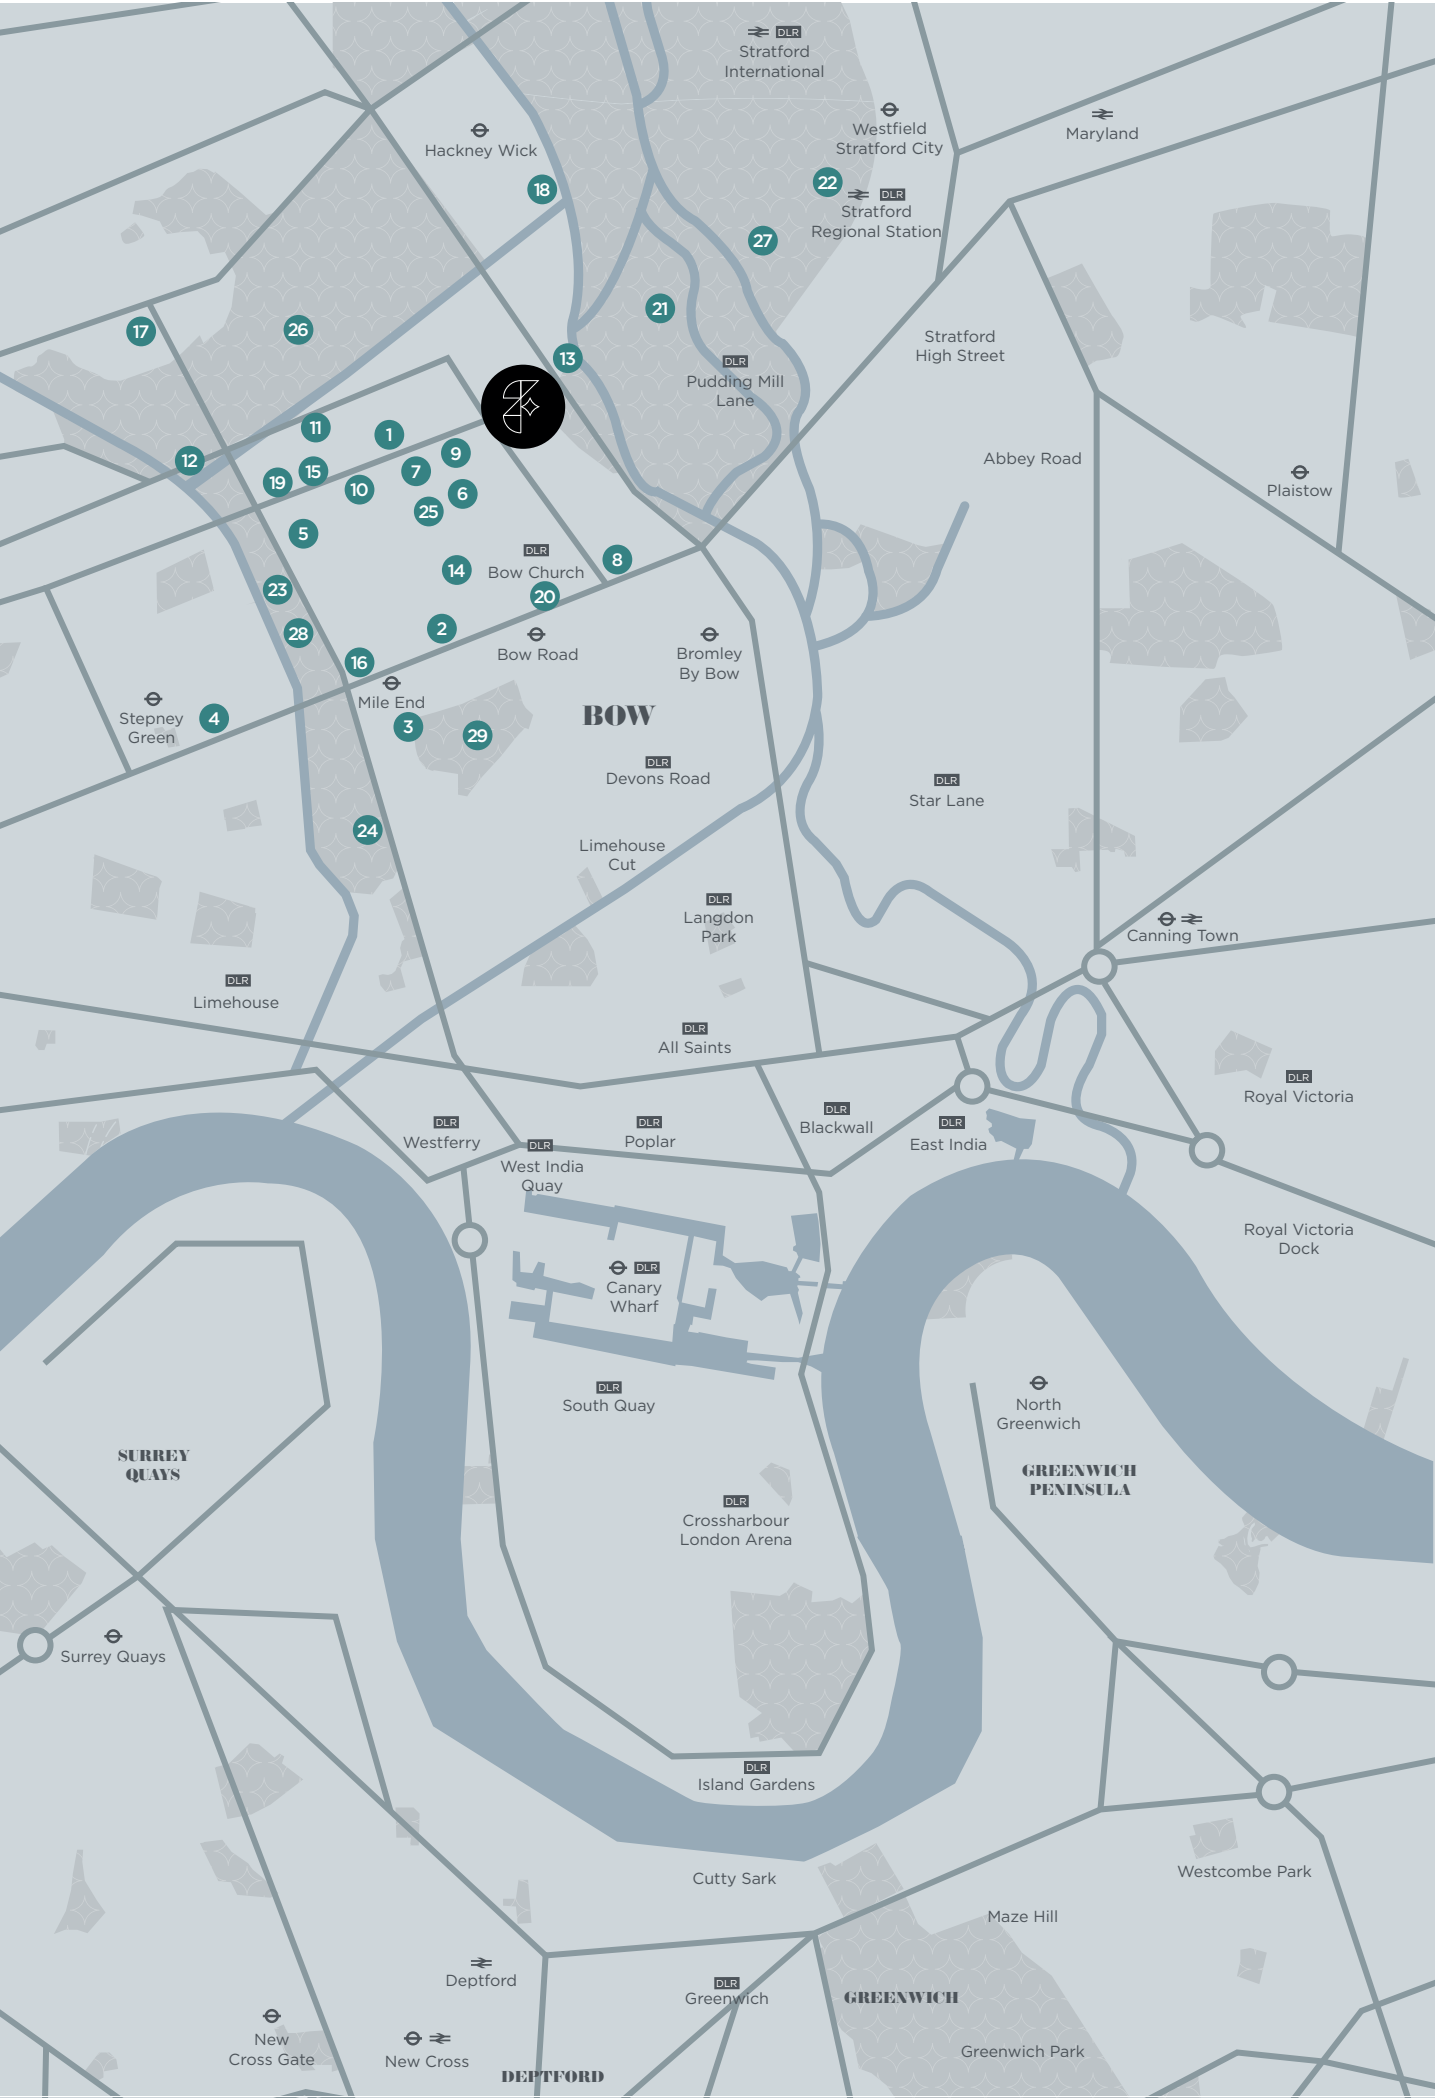 DLR
Stratford
International
Westfield
Stratford City
Maryland
Hackney Wick
18
22
DLR
Stratford
Regional Station
27
21
17
26
Stratford
High Street
13
DLR
Pudding Mill
Lane
11
1
9
12
15
7
19
10
6
25
Abbey Road
Plaistow
5
DLR
Bow Church
8
14
23
20
28
2
16
Bow Road
Bromley
By Bow
Mile End
Stepney
Green
4
3
29
BOW
DLR
Devons Road
DLR
Star Lane
24
Limehouse
Cut
DLR
Langdon
Park
Canning Town
DLR
Limehouse
DLR
All Saints
DLR
Royal Victoria
DLR
Westferry
DLR
West India
Quay
DLR
Poplar
DLR
Blackwall
DLR
East India
Royal Victoria
Dock
DLR
Canary
Wharf
DLR
South Quay
North
Greenwich
SURREY
QUAYS
GREENWICH
PENINSULA
DLR
Crossharbour
London Arena
Surrey Quays
DLR
Island Gardens
Cutty Sark
Westcombe Park
Maze Hill
Deptford
DLR
Greenwich
GREENWICH
New
Cross Gate
New Cross
Greenwich Park
DEPTFORD